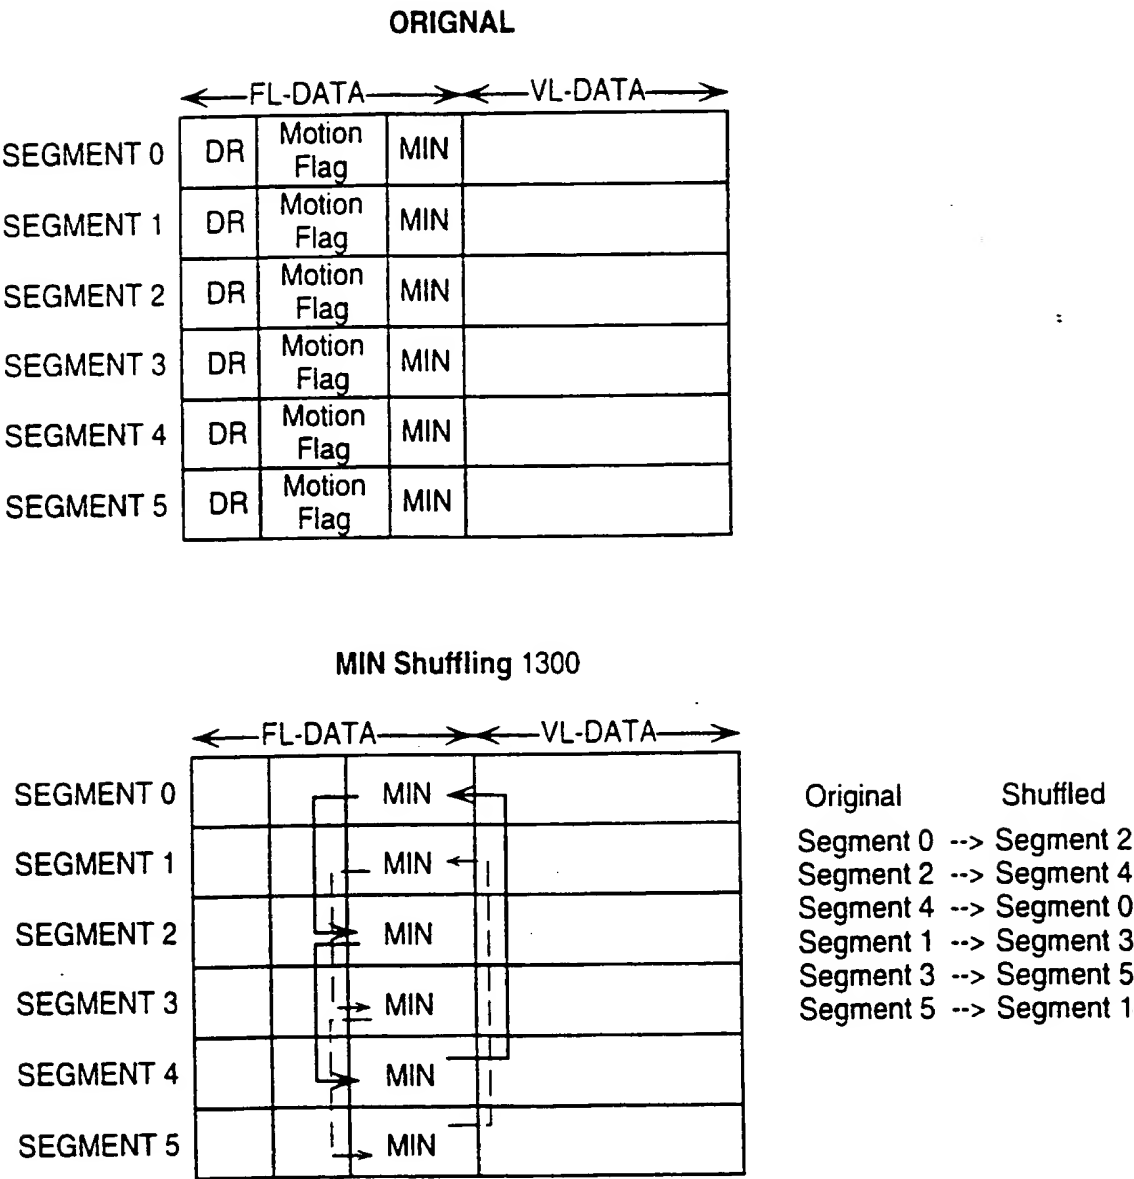 ORIGNAL
FL-DATA VL-DATA
SEGMENT 0 DR Motion Flag MIN
SEGMENT 1 DR Motion Flag MIN
SEGMENT 2 DR Motion Flag MIN
SEGMENT 3 DR Motion Flag MIN
SEGMENT 4 DR Motion Flag MIN
SEGMENT 5 DR Motion Flag MIN
MIN Shuffling 1300
FL-DATA VL-DATA
SEGMENT 0 MIN
SEGMENT 1 MIN
SEGMENT 2 MIN
SEGMENT 3 MIN
SEGMENT 4 MIN
SEGMENT 5 MIN
Original Shuffled
Segment 0 --> Segment 2
Segment 2 --> Segment 4
Segment 4 --> Segment 0
Segment 1 --> Segment 3
Segment 3 --> Segment 5
Segment 5 --> Segment 1